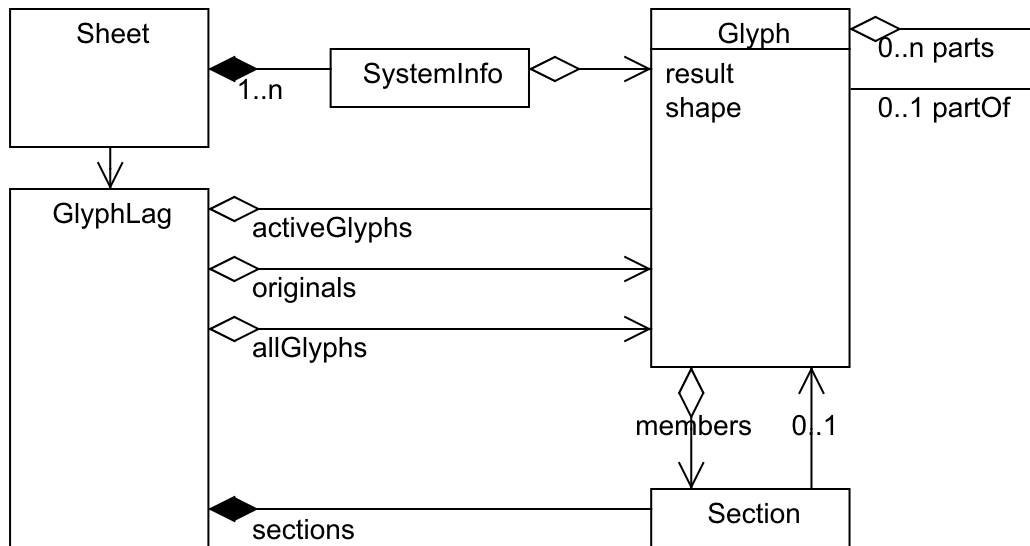 Sheet
Glyph
0..n parts
SystemInfo
result
1..n
shape
0..1 partOf
GlyphLag
activeGlyphs
originals
allGlyphs
members
0..1
Section
sections